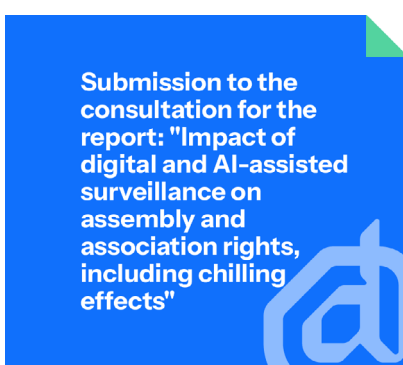 Submission to the
consultation for the
report: "Impact of
digital and AI-assisted
surveillance on
assembly and
association rights,
including chilling
effects"